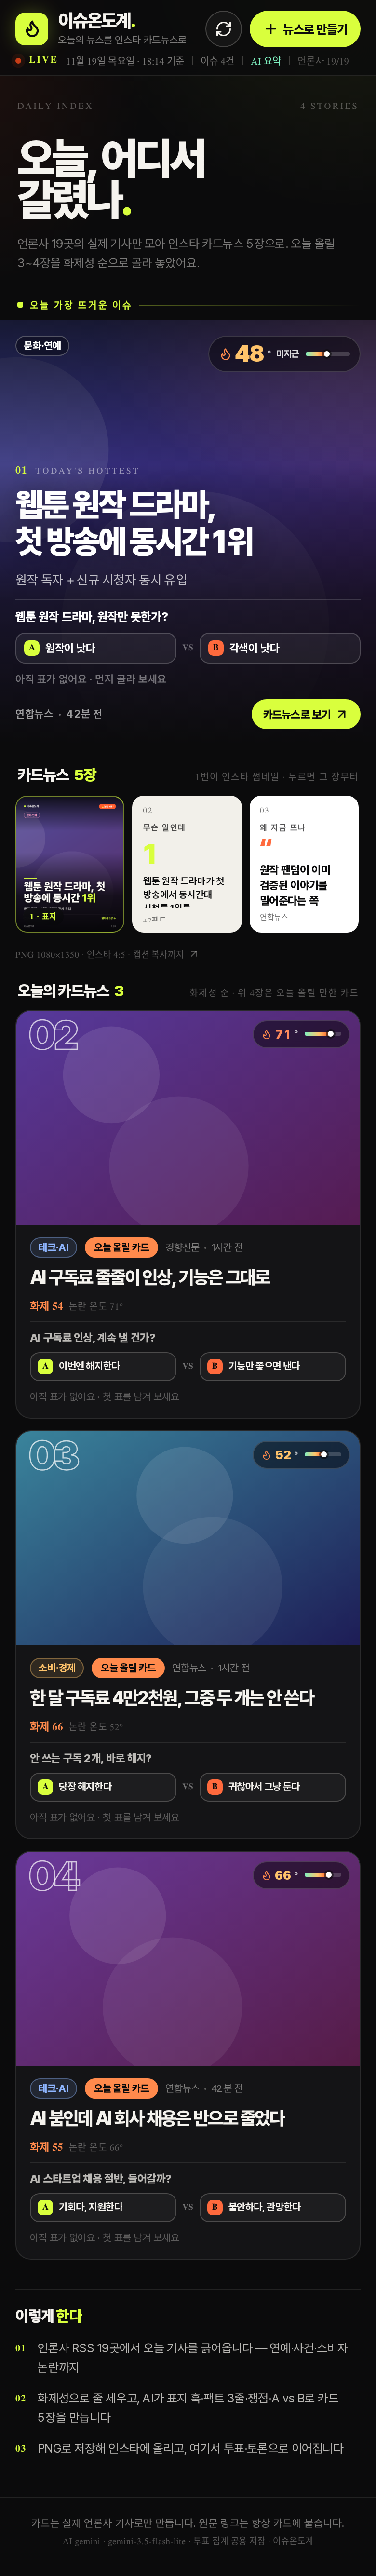 이슈온도계.
오늘의 뉴스를 인스타 카드뉴스로
뉴스로 만들기
LIVE 11월 19일 목요일 · 18:14 기준 | 이슈 4건 | AI 요약 | 언론사 19/19
DAILY INDEX
4 STORIES
오늘, 어디서
갈렸나.
언론사 19곳의 실제 기사만 모아 인스타 카드뉴스 5장으로. 오늘 올릴
3~4장을 화제성 순으로 골라 놓았어요.
오늘 가장 뜨거운 이슈
문화·연예
48° 미지근
01 TODAY'S HOTTEST
웹툰 원작 드라마,
첫 방송에 동시간 1위
원작 독자 + 신규 시청자 동시 유입
웹툰 원작 드라마, 원작만 못한가?
A 원작이 낫다
VS
B 각색이 낫다
아직 표가 없어요 · 먼저 골라 보세요
연합뉴스 · 42분 전
카드뉴스로 보기
카드뉴스 5장
1번이 인스타 썸네일 · 누르면 그 장부터
웹툰 원작 드라마, 첫
방송에 동시간 1위
1 · 표지
02
무슨 일인데
1
웹툰 원작 드라마가 첫
방송에서 동시간대
시청률 1위를
03
왜 지금 뜨나
“
원작 팬덤이 이미
검증된 이야기를
밀어준다는 쪽
연합뉴스
PNG 1080×1350 · 인스타 4:5 · 캡션 복사까지
오늘의 카드뉴스 3
화제성 순 · 위 4장은 오늘 올릴 만한 카드
02
71°
테크·AI
오늘 올릴 카드
경향신문 · 1시간 전
AI 구독료 줄줄이 인상, 기능은 그대로
화제 54 논란 온도 71°
AI 구독료 인상, 계속 낼 건가?
A 이번엔 해지한다
VS
B 기능만 좋으면 낸다
아직 표가 없어요 · 첫 표를 남겨 보세요
03
52°
소비·경제
오늘 올릴 카드
연합뉴스 · 1시간 전
한 달 구독료 4만2천원, 그중 두 개는 안 쓴다
화제 66 논란 온도 52°
안 쓰는 구독 2개, 바로 해지?
A 당장 해지한다
VS
B 귀찮아서 그냥 둔다
아직 표가 없어요 · 첫 표를 남겨 보세요
04
66°
테크·AI
오늘 올릴 카드
연합뉴스 · 42분 전
AI 붐인데 AI 회사 채용은 반으로 줄었다
화제 55 논란 온도 66°
AI 스타트업 채용 절반, 들어갈까?
A 기회다, 지원한다
VS
B 불안하다, 관망한다
아직 표가 없어요 · 첫 표를 남겨 보세요
이렇게 한다
01 언론사 RSS 19곳에서 오늘 기사를 긁어옵니다 — 연예·사건·소비자
논란까지
02 화제성으로 줄 세우고, AI가 표지 훅·팩트 3줄·쟁점·A vs B로 카드
5장을 만듭니다
03 PNG로 저장해 인스타에 올리고, 여기서 투표·토론으로 이어집니다
카드는 실제 언론사 기사로만 만듭니다. 원문 링크는 항상 카드에 붙습니다.
AI gemini · gemini-3.5-flash-lite · 투표 집계 공용 저장 · 이슈온도계